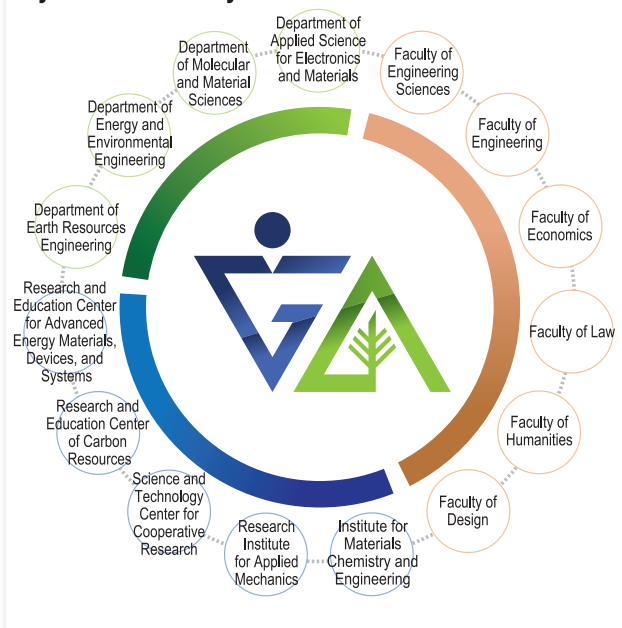 Department of
Applied Science
for Electronics
and Materials
Faculty of
Engineering
Sciences
Faculty of
Engineering
Faculty of
Economics
Faculty of Law
Faculty of
Humanities
Faculty of
Design
Institute for
Materials
Chemistry and
Engineering
Research
Institute
for Applied
Mechanics
Science and
Technology
Center for
Cooperative
Research
Research and
Education Center
of Carbon
Resources
Research and
Education Center
for Advanced
Energy Materials,
Devices, and
Systems
Department of
Earth Resources
Engineering
Department of
Energy and
Environmental
Engineering
Department
of Molecular
and Material
Sciences